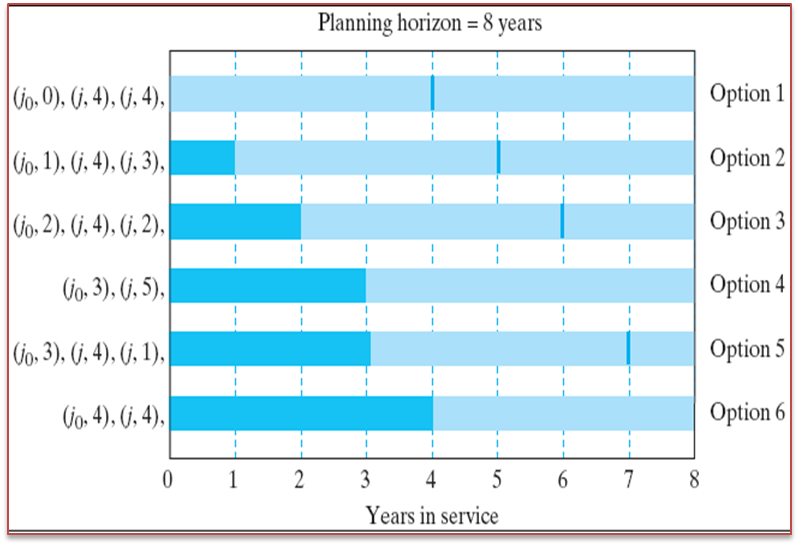 Planning horizon = 8 years
(j₀, 0), (j, 4), (j, 4), Option 1
(j₀, 1), (j, 4), (j, 3), Option 2
(j₀, 2), (j, 4), (j, 2), Option 3
(j₀, 3), (j, 5), Option 4
(j₀, 3), (j, 4), (j, 1), Option 5
(j₀, 4), (j, 4), Option 6
0 1 2 3 4 5 6 7 8
Years in service